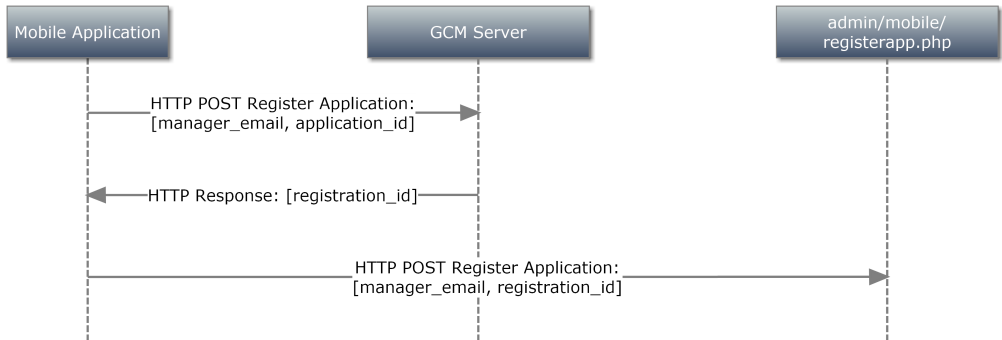 Mobile Application
GCM Server
admin/mobile/
registerapp.php
HTTP POST Register Application:
[manager_email, application_id]
HTTP Response: [registration_id]
HTTP POST Register Application:
[manager_email, registration_id]